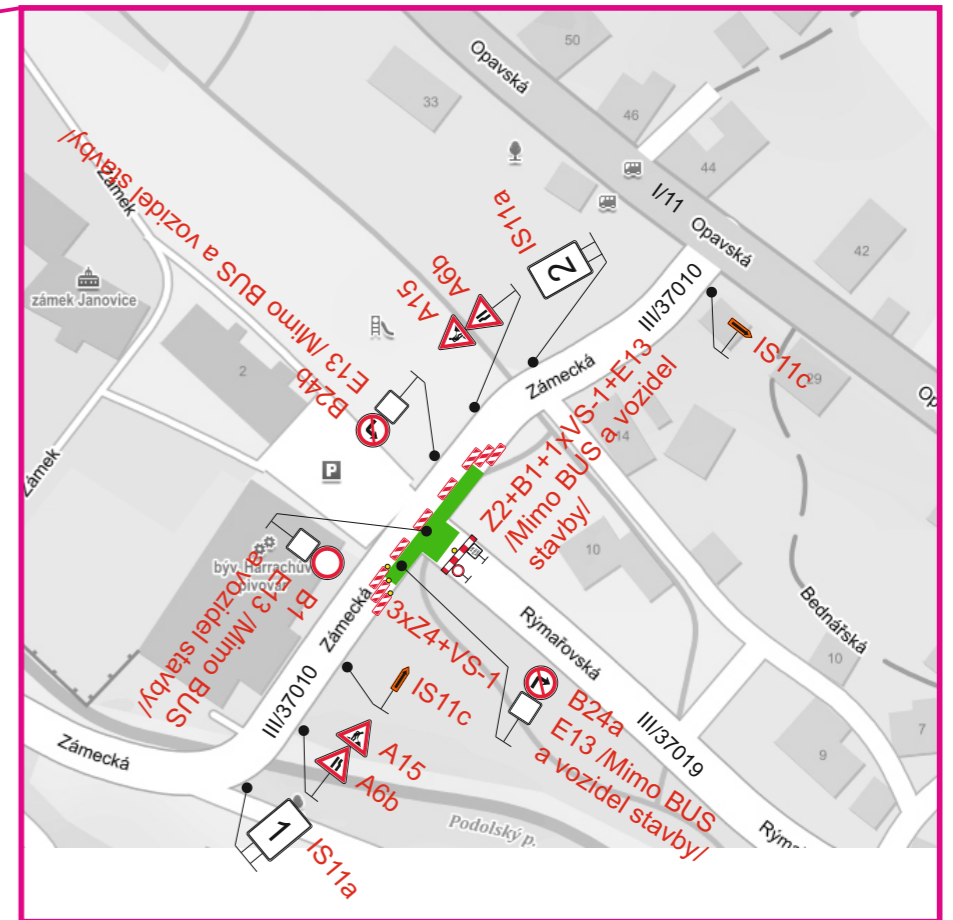 50
Opavská
33
46
44
I/11
Opavská
42
Zámek
B24b
E13 /Mimo BUS a vozidel stavby/
zámek Janovice
2
A15
A6b
IS11a
2
III/37010
Zámecká
IS11c
29
Op
14
Z2+B1+1xVS-1+E13
/Mimo BUS a vozidel
stavby/
Zámek
P
býv. Harrachův
pivovar
B1
E13 /Mimo BUS
a vozidel stavby/
10
3xZ4+VS-1
Zámecká
Rýmařovská
Bednářská
10
7
9
III/37010
IS11c
B24a
E13 /Mimo BUS
a vozidel stavby/
III/37019
Zámecká
A15
A6b
Podolský p.
Rýma
1
IS11a